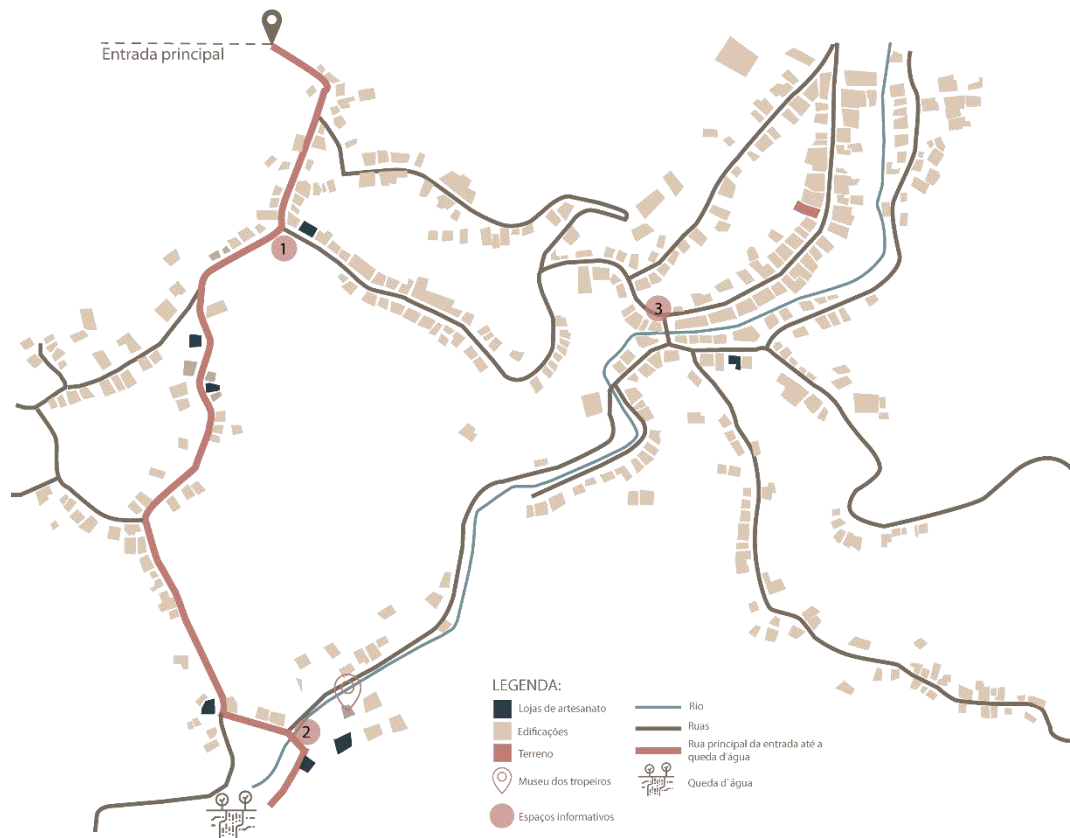 Entrada principal
1
3
2
LEGENDA:
Lojas de artesanato
Edificações
Terreno
Museu dos tropeiros
Espaços informativos
Rio
Ruas
Rua principal da entrada até a
queda d'água
Queda d`água